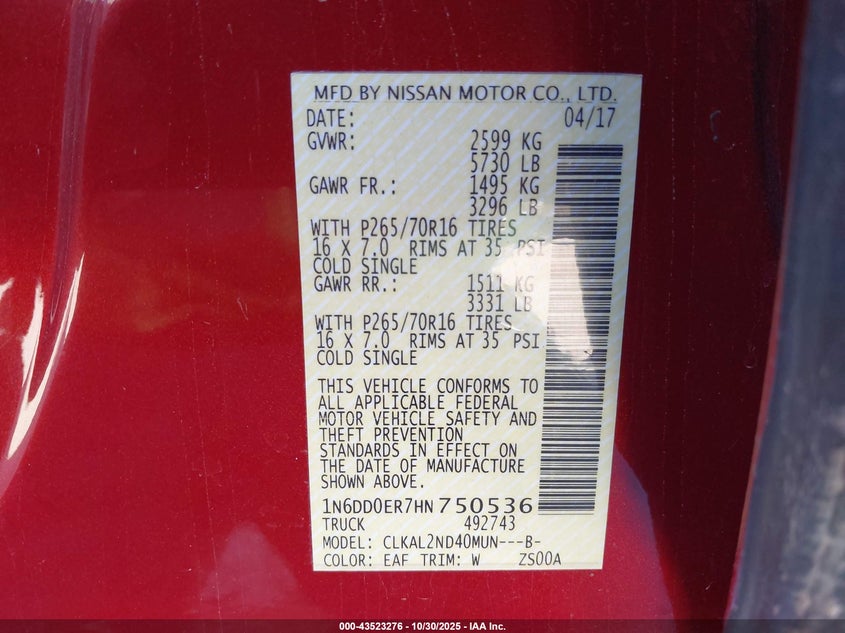 MFD BY NISSAN MOTOR CO., LTD.
DATE: 04/17
GVWR: 2599 KG
5730 LB
GAWR FR.: 1495 KG
3296 LB
WITH P265/70R16 TIRES
16 X 7.0 RIMS AT 35 PSI
COLD SINGLE
GAWR RR.: 1511 KG
3331 LB
WITH P265/70R16 TIRES
16 X 7.0 RIMS AT 35 PSI
COLD SINGLE
THIS VEHICLE CONFORMS TO
ALL APPLICABLE FEDERAL
MOTOR VEHICLE SAFETY AND
THEFT PREVENTION
STANDARDS IN EFFECT ON
THE DATE OF MANUFACTURE
SHOWN ABOVE.
1N6DD0ER7HN750536
TRUCK 492743
MODEL: CLKAL2ND40MUN---B-
COLOR: EAF TRIM: W ZS00A
000-43523276 - 10/30/2025 - IAA Inc.